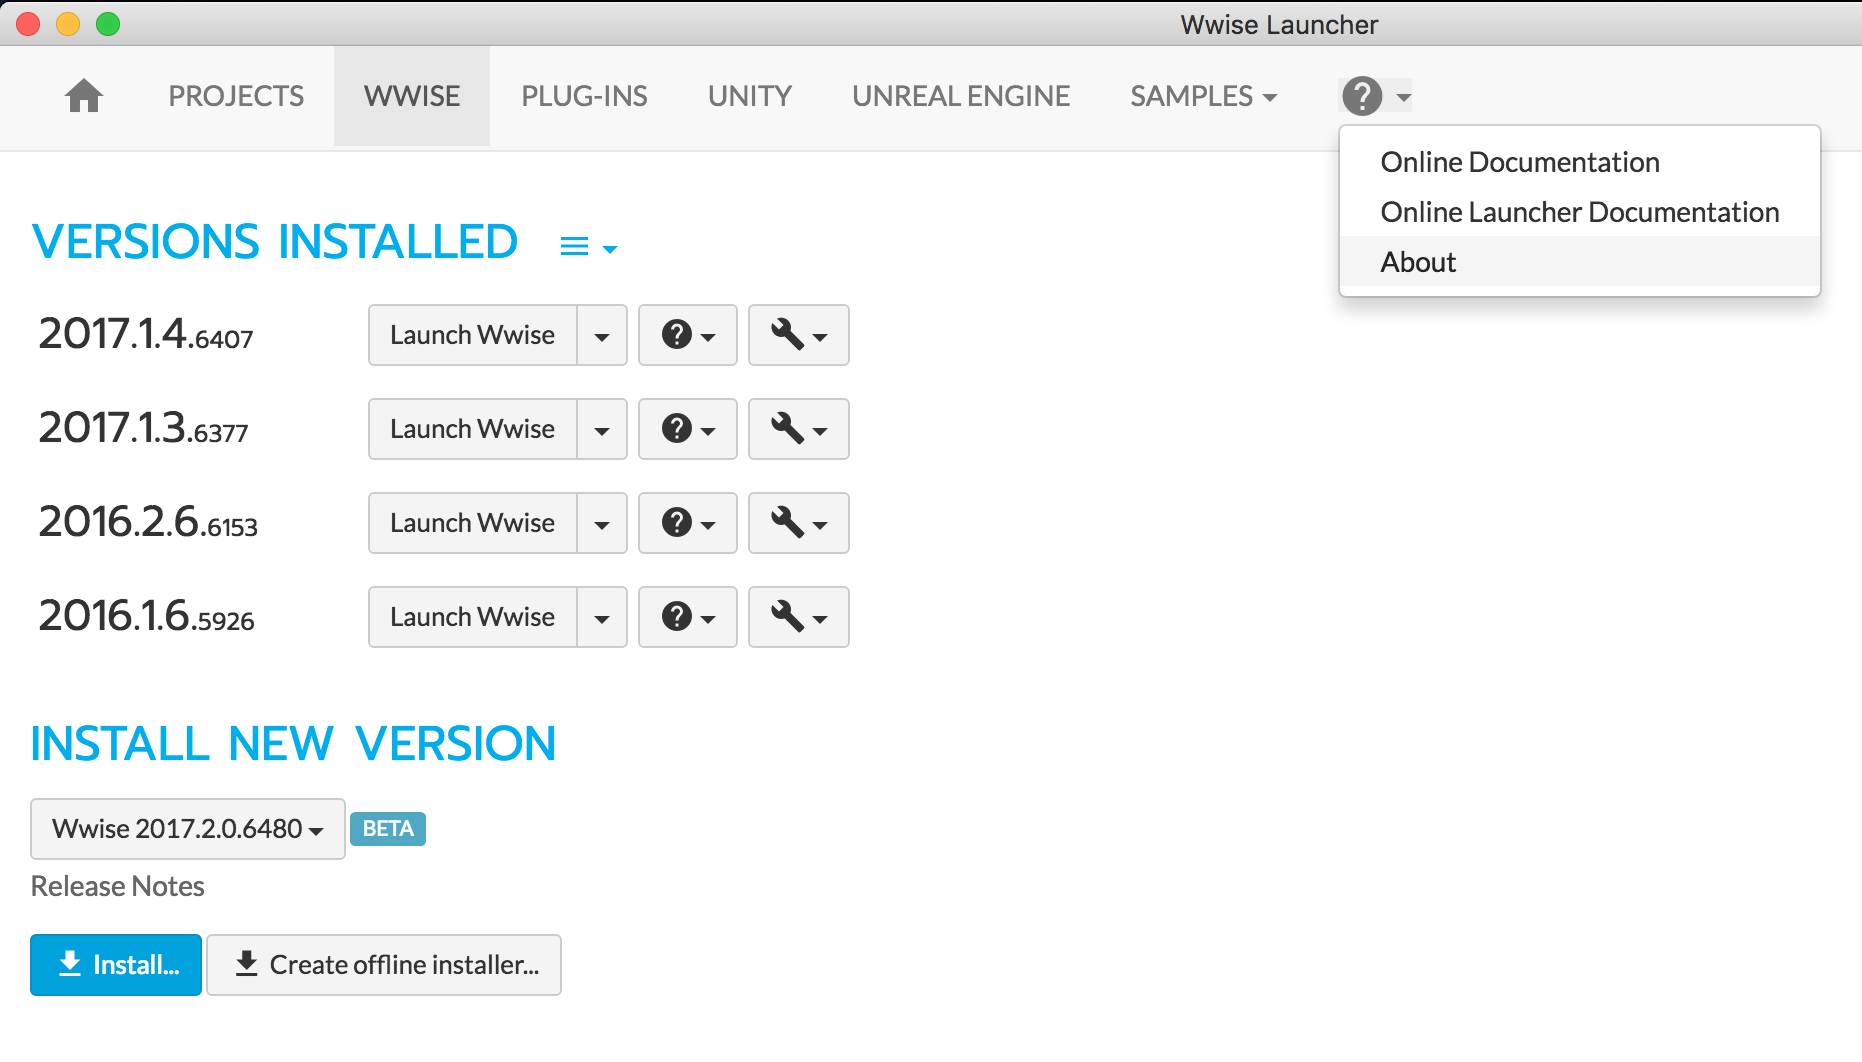 Wwise Launcher
PROJECTS WWISE PLUG-INS UNITY UNREAL ENGINE SAMPLES ?
Online Documentation
Online Launcher Documentation
About
VERSIONS INSTALLED
2017.1.4.6407 Launch Wwise ?
2017.1.3.6377 Launch Wwise ?
2016.2.6.6153 Launch Wwise ?
2016.1.6.5926 Launch Wwise ?
INSTALL NEW VERSION
Wwise 2017.2.0.6480 BETA
Release Notes
Install... Create offline installer...